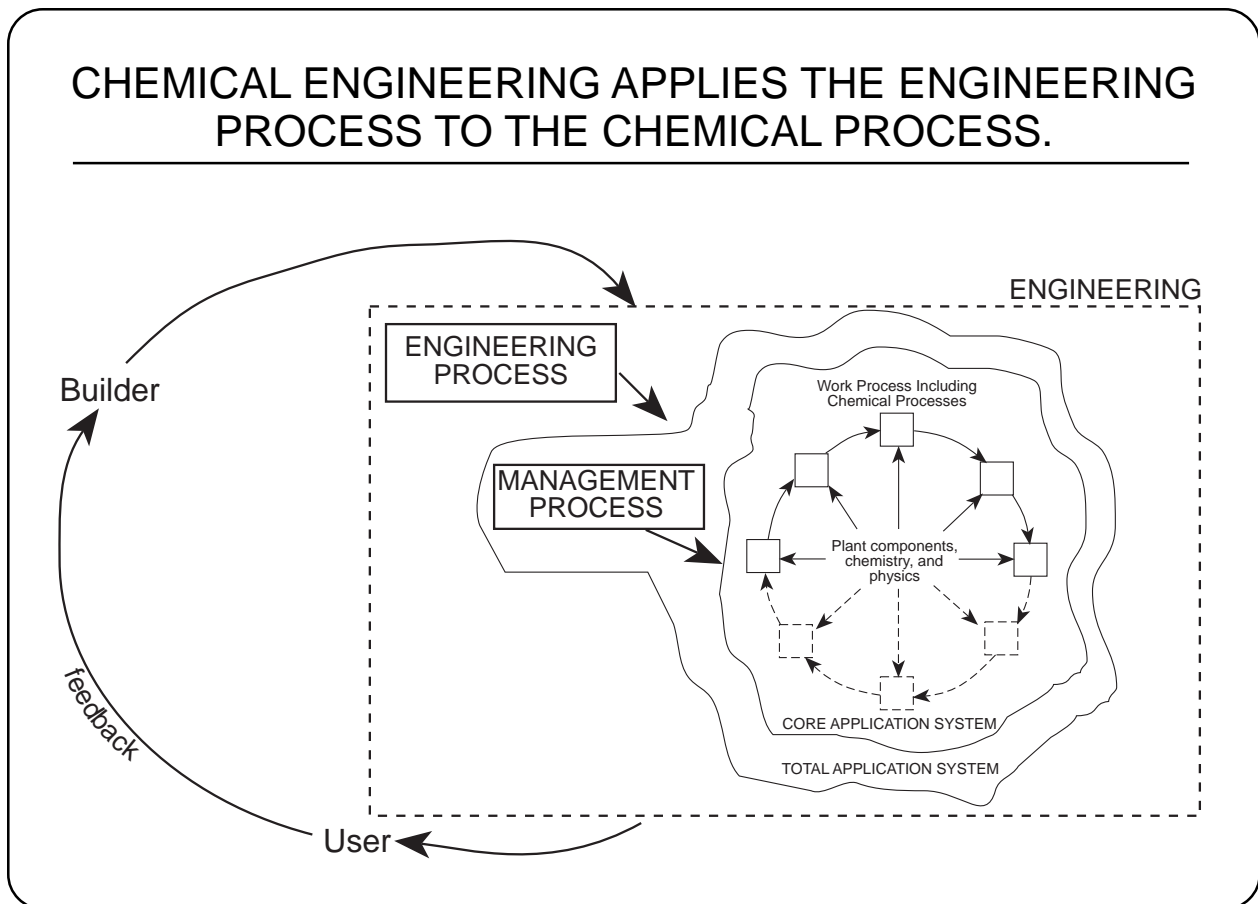 CHEMICAL ENGINEERING APPLIES THE ENGINEERING
PROCESS TO THE CHEMICAL PROCESS.
ENGINEERING
ENGINEERING
PROCESS
Builder
Work Process Including
Chemical Processes
MANAGEMENT
PROCESS
Plant components,
chemistry, and
physics
feedback
CORE APPLICATION SYSTEM
TOTAL APPLICATION SYSTEM
User